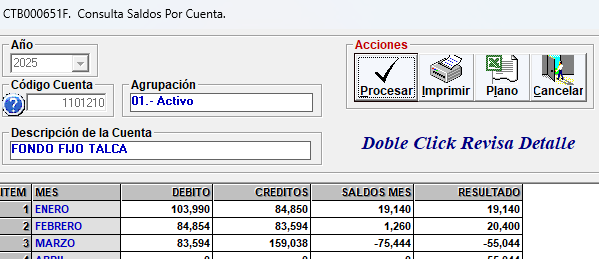 CTB000651F.  Consulta Saldos Por Cuenta.
Año
2025
Acciones
Procesar Imprimir Plano Cancelar
Código Cuenta
1101210
Agrupación
01.- Activo
Descripción de la Cuenta
FONDO FIJO TALCA
Doble Click Revisa Detalle
ITEM MES DEBITO CREDITOS SALDOS MES RESULTADO
1 ENERO 103,990 84,850 19,140 19,140
2 FEBRERO 84,854 83,594 1,260 20,400
3 MARZO 83,594 159,038 -75,444 -55,044